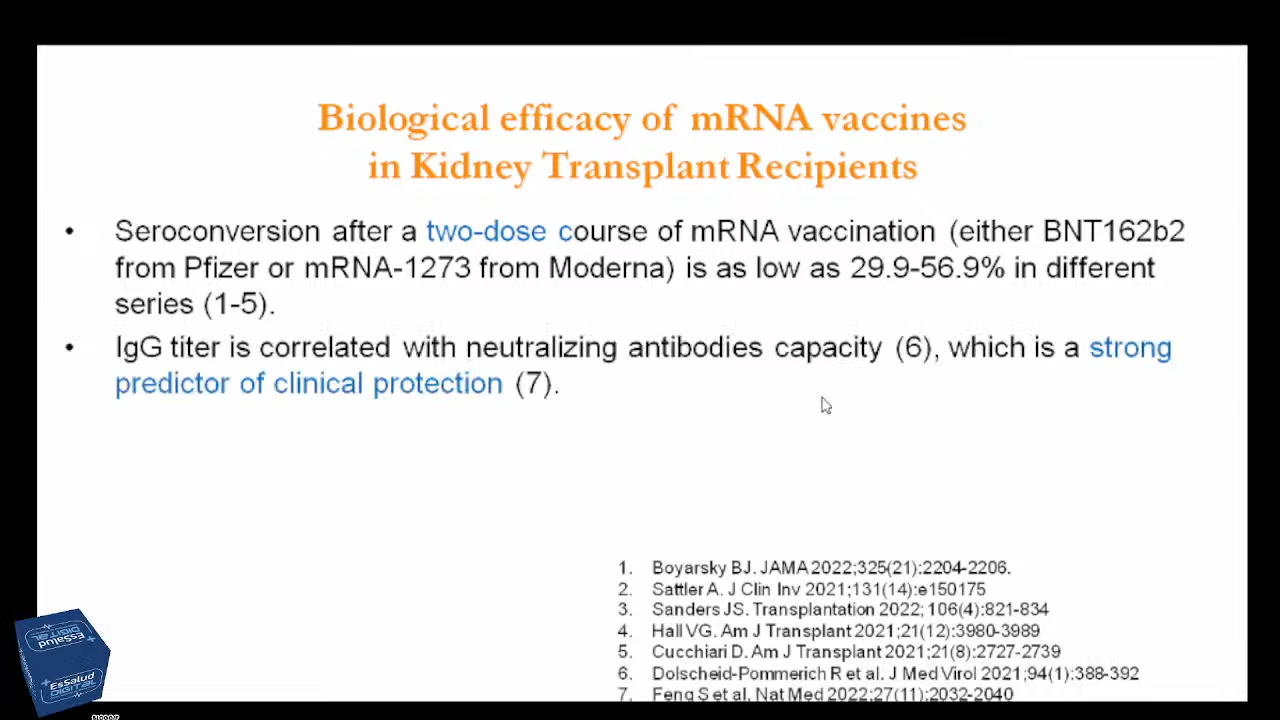 Biological efficacy of mRNA vaccines
in Kidney Transplant Recipients
• Seroconversion after a two-dose course of mRNA vaccination (either BNT162b2
from Pfizer or mRNA-1273 from Moderna) is as low as 29.9-56.9% in different
series (1-5).
• IgG titer is correlated with neutralizing antibodies capacity (6), which is a strong
predictor of clinical protection (7).
1. Boyarsky BJ. JAMA 2022;325(21):2204-2206.
2. Sattler A. J Clin Inv 2021;131(14):e150175
3. Sanders JS. Transplantation 2022; 106(4):821-834
4. Hall VG. Am J Transplant 2021;21(12):3980-3989
5. Cucchiari D. Am J Transplant 2021;21(8):2727-2739
6. Dolscheid-Pommerich R et al. J Med Virol 2021;94(1):388-392
7. Feng S et al. Nat Med 2022;27(11):2032-2040
EsSalud
DIGITAL
EsSalud
DIGITAL